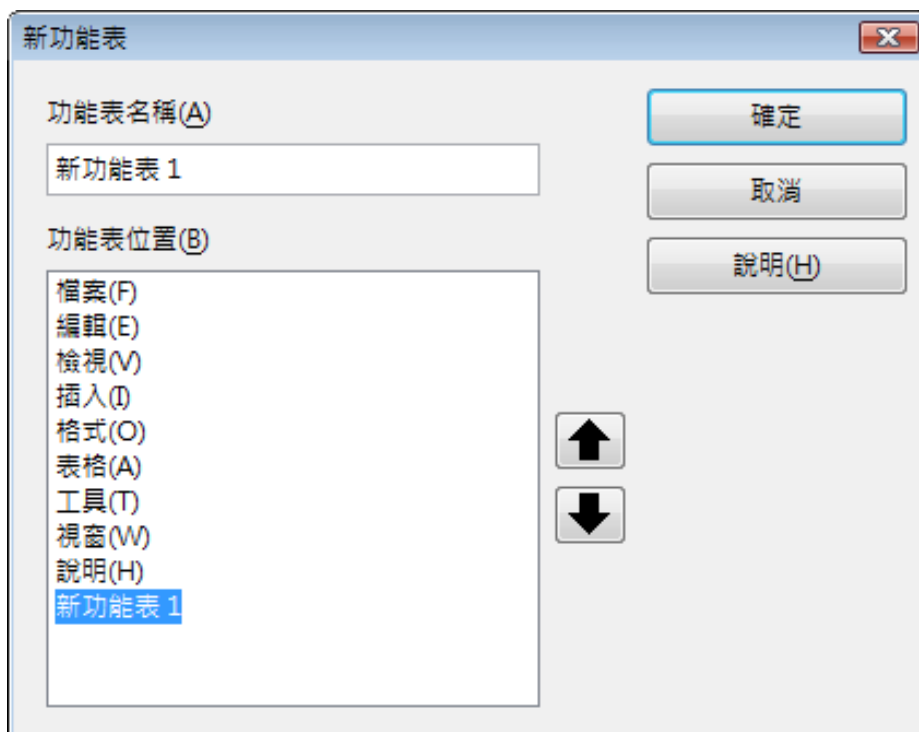 新功能表
功能表名稱(A)
新功能表 1
功能表位置(B)
檔案(F)
編輯(E)
檢視(V)
插入(I)
格式(O)
表格(A)
工具(T)
視窗(W)
說明(H)
新功能表 1
確定
取消
說明(H)